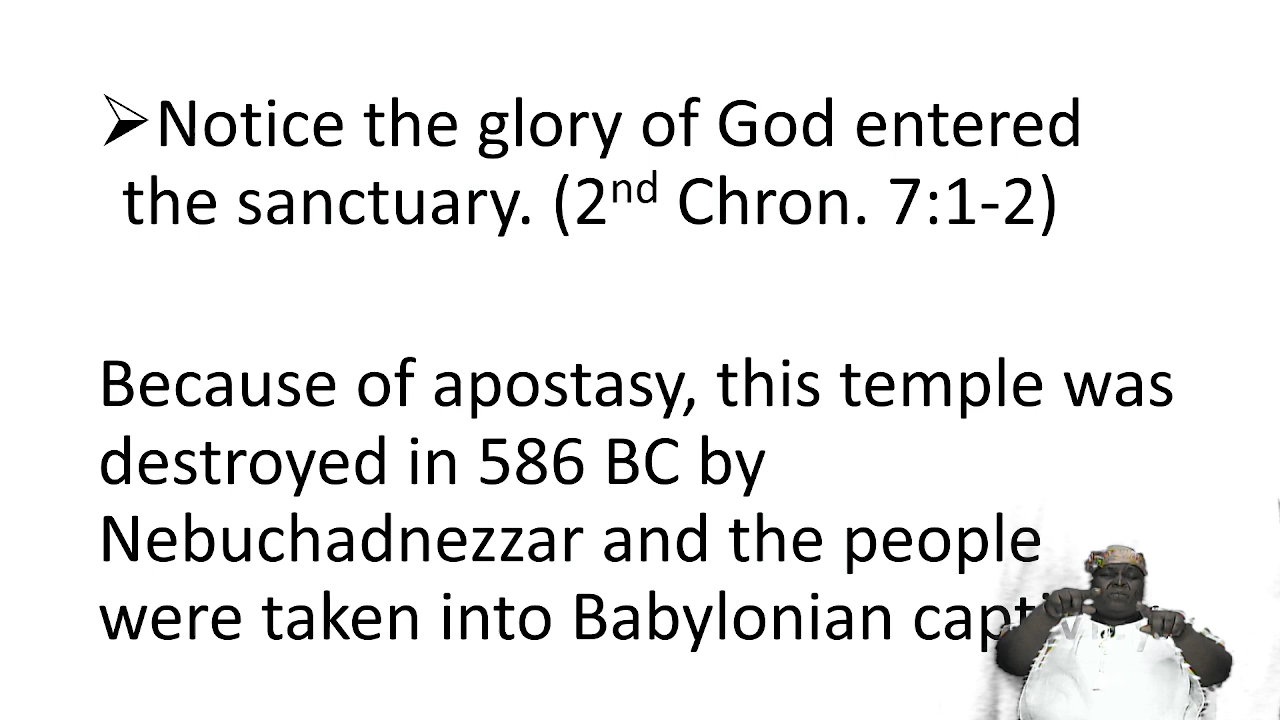 ➢Notice the glory of God entered
the sanctuary. (2nd Chron. 7:1-2)
Because of apostasy, this temple was
destroyed in 586 BC by
Nebuchadnezzar and the people
were taken into Babylonian